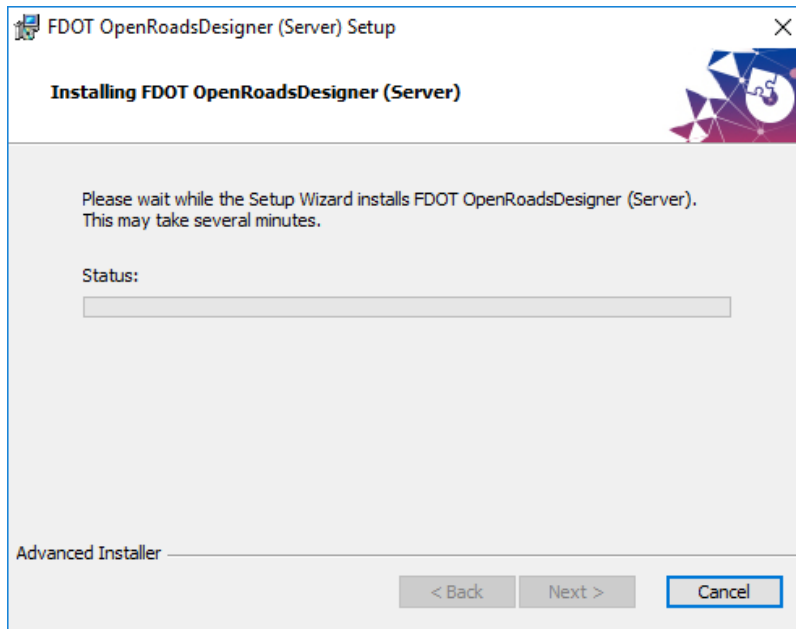 FDOT OpenRoadsDesigner (Server) Setup
Installing FDOT OpenRoadsDesigner (Server)
Please wait while the Setup Wizard installs FDOT OpenRoadsDesigner (Server).
This may take several minutes.
Status:
Advanced Installer
< Back
Next >
Cancel